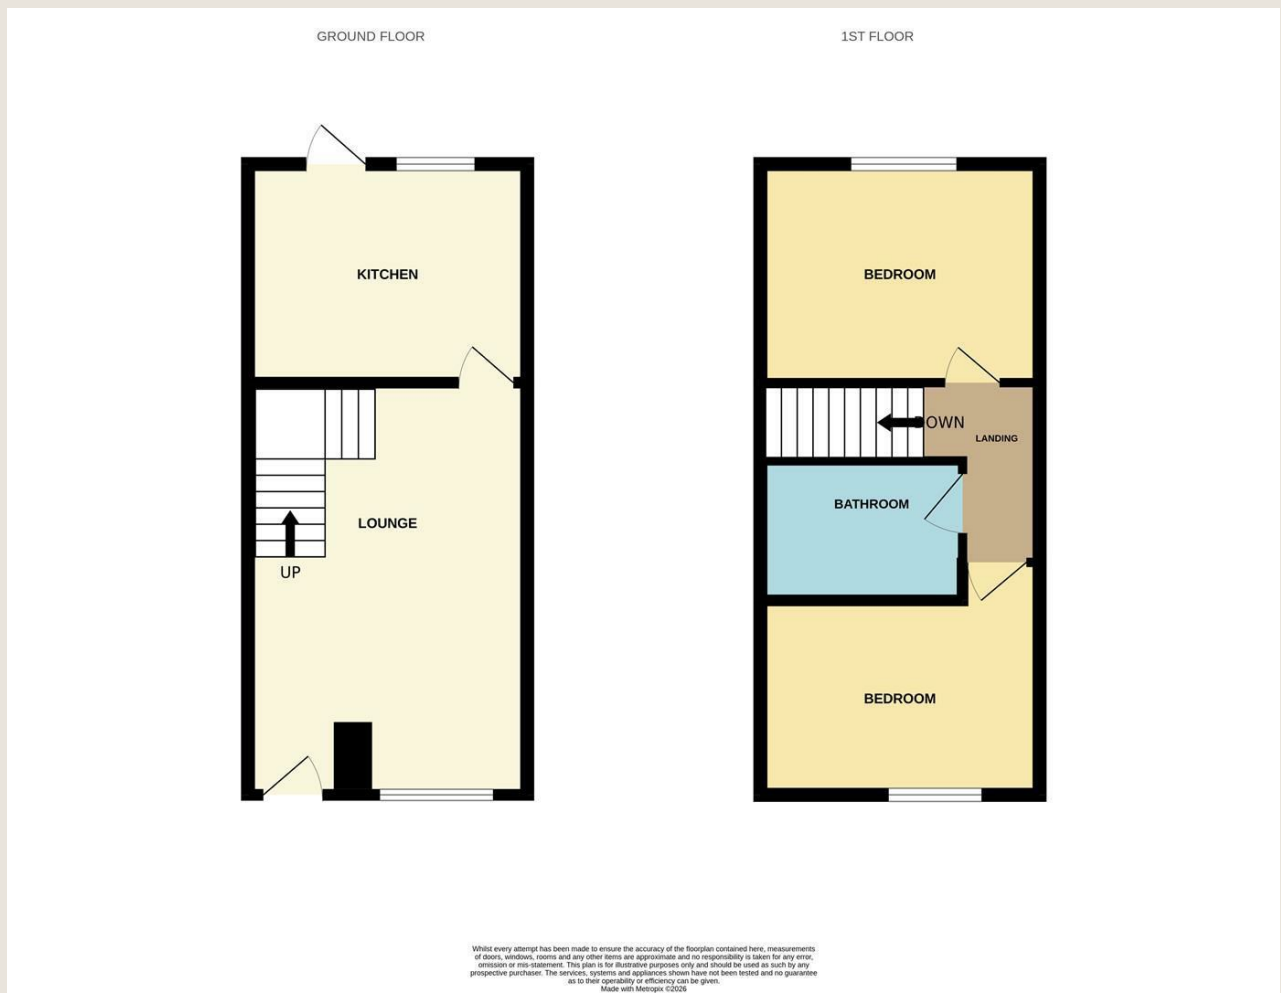 GROUND FLOOR
1ST FLOOR
KITCHEN
LOUNGE
UP
BEDROOM
DOWN
LANDING
BATHROOM
BEDROOM
Whilst every attempt has been made to ensure the accuracy of the floorplan contained here, measurements
of doors, windows, rooms and any other items are approximate and no responsibility is taken for any error,
omission or mis-statement. This plan is for illustrative purposes only and should be used as such by any
prospective purchaser. The services, systems and appliances shown have not been tested and no guarantee
as to their operability or efficiency can be given.
Made with Metropix ©2026